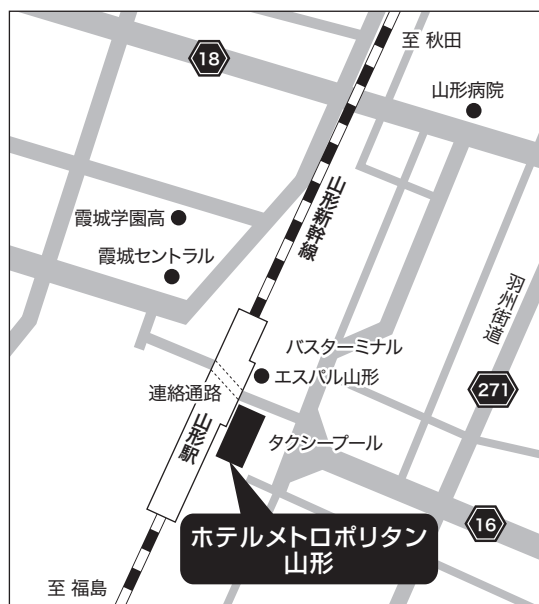 至 秋田
18
山形病院
山形新幹線
霞城学園高
霞城セントラル
羽州街道
バスターミナル
エスパル山形
271
連絡通路
山形駅
タクシープール
16
ホテルメトロポリタン
山形
至 福島